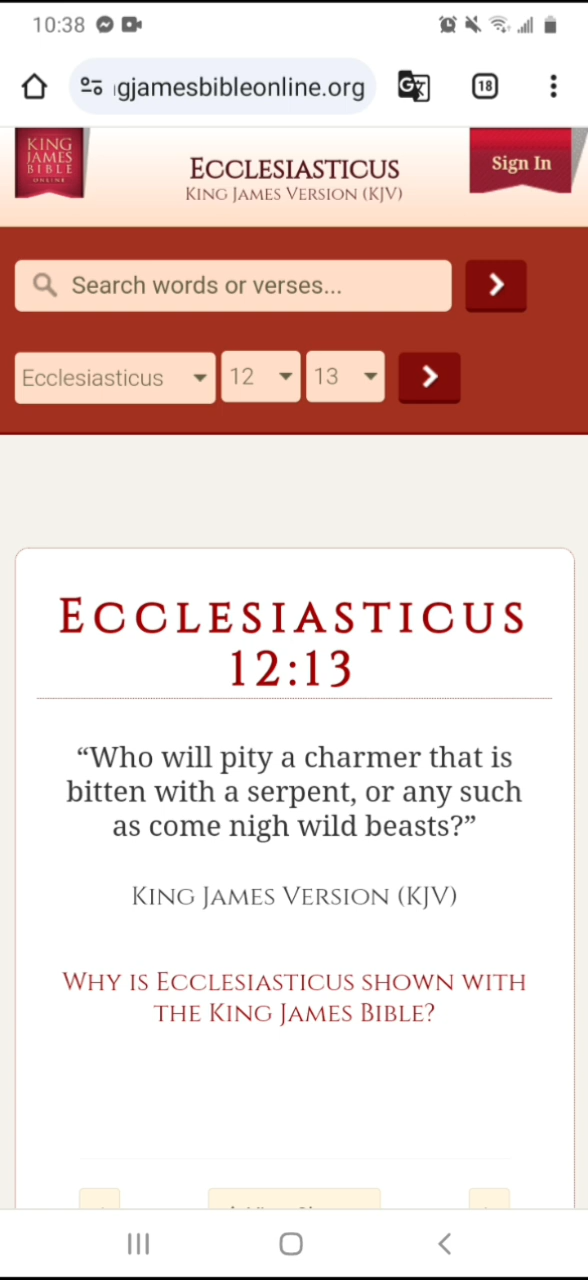 10:38
gjamesbibleonline.org
18
KING
JAMES
BIBLE
ONLINE
ECCLESIASTICUS
KING JAMES VERSION (KJV)
Sign In
Search words or verses...
Ecclesiasticus 12 13
ECCLESIASTICUS
12:13
“Who will pity a charmer that is
bitten with a serpent, or any such
as come nigh wild beasts?”
KING JAMES VERSION (KJV)
WHY IS ECCLESIASTICUS SHOWN WITH
THE KING JAMES BIBLE?